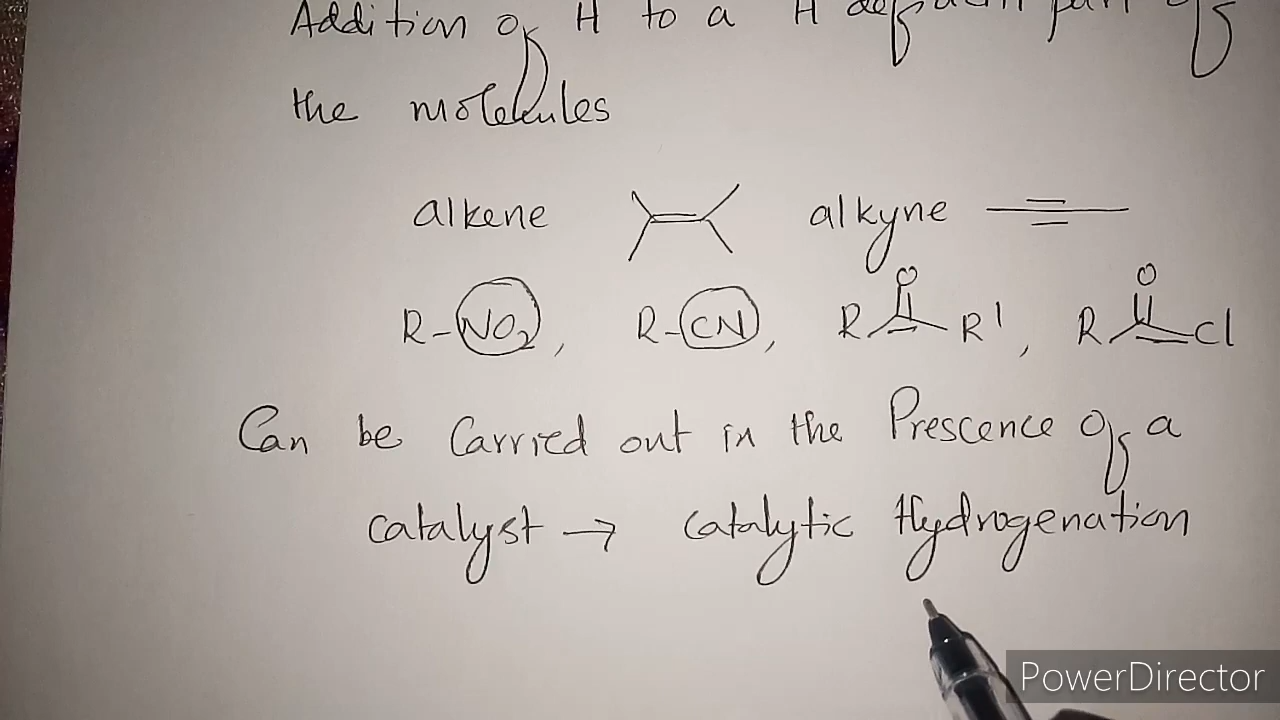 Addition of H to a H deficient part of
the molekules
alkene alkyne
R-NO2, R-CN, R O R', R O Cl
Can be Carried out in the Prescence of a
catalyst → catalytic Hydrogenation
PowerDirector